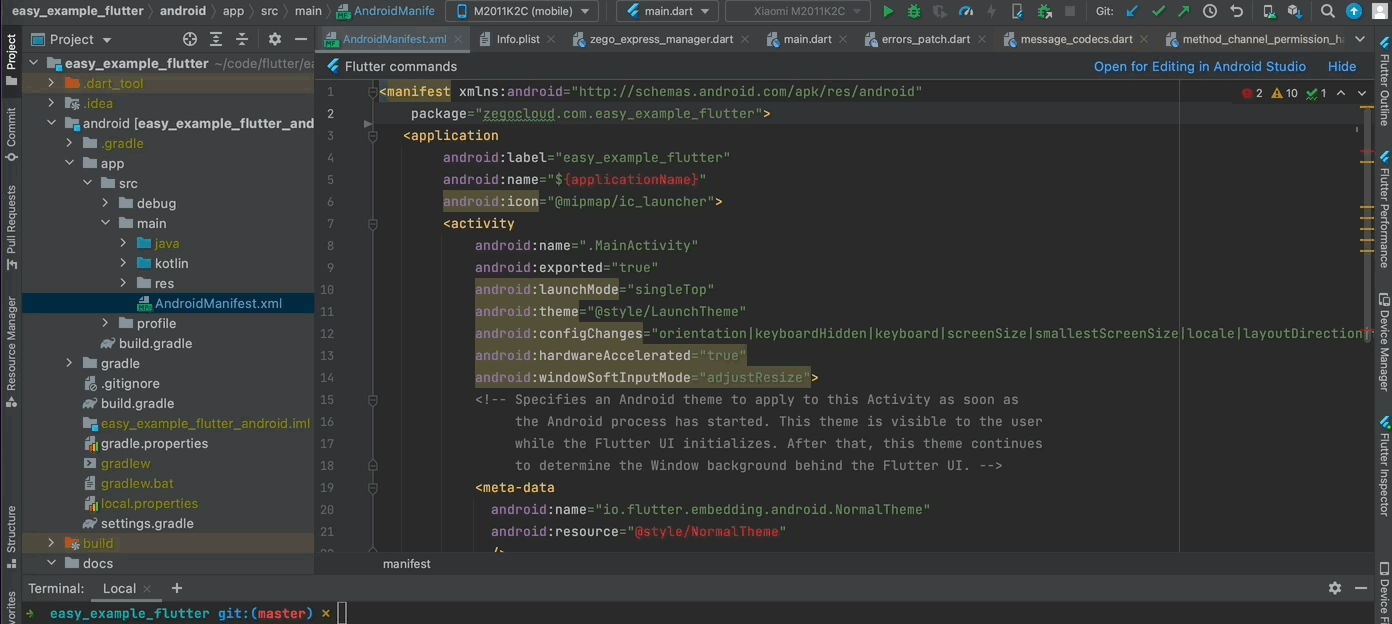 easy_example_flutter android app src main AndroidManife M2011K2C (mobile) main.dart Xiaomi M2011K2C Git:
Project AndroidManifest.xml Info.plist zego_express_manager.dart main.dart errors_patch.dart message_codecs.dart method_channel_permission_h
easy_example_flutter ~/code/flutter/ea
Flutter commands Open for Editing in Android Studio Hide
.dart_tool
.idea
android [easy_example_flutter_and
.gradle
app
src
debug
main
java
kotlin
res
AndroidManifest.xml
profile
build.gradle
gradle
.gitignore
build.gradle
easy_example_flutter_android.iml
gradle.properties
gradlew
gradlew.bat
local.properties
settings.gradle
build
docs
1 <manifest xmlns:android="http://schemas.android.com/apk/res/android"
2 10 1
2 package="zegocloud.com.easy_example_flutter">
3 <application
4 android:label="easy_example_flutter"
5 android:name="${applicationName}"
6 android:icon="@mipmap/ic_launcher">
7 <activity
8 android:name=".MainActivity"
9 android:exported="true"
10 android:launchMode="singleTop"
11 android:theme="@style/LaunchTheme"
12 android:configChanges="orientation|keyboardHidden|keyboard|screenSize|smallestScreenSize|locale|layoutDirection|
13 android:hardwareAccelerated="true"
14 android:windowSoftInputMode="adjustResize">
15 <!-- Specifies an Android theme to apply to this Activity as soon as
16 the Android process has started. This theme is visible to the user
17 while the Flutter UI initializes. After that, this theme continues
18 to determine the Window background behind the Flutter UI. -->
19 <meta-data
20 android:name="io.flutter.embedding.android.NormalTheme"
21 android:resource="@style/NormalTheme"
/>
manifest
Terminal: Local
easy_example_flutter git:(master)
Project
Commit
Pull Requests
Resource Manager
Structure
vorites
Flutter Outline
Flutter Performance
Device Manager
Flutter Inspector
Device F